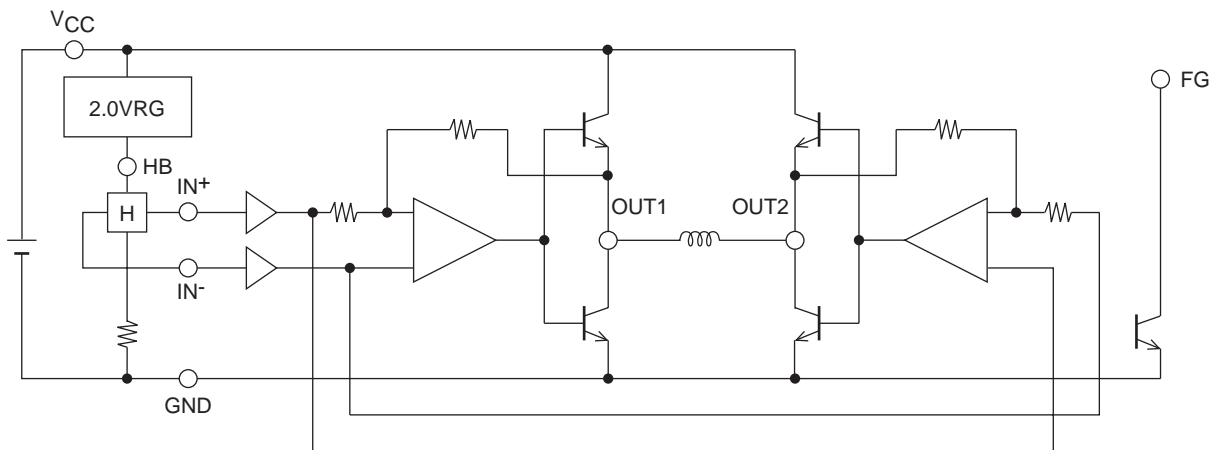 VCC
2.0VRG
FG
HB
IN+
H
OUT1
OUT2
IN-
GND